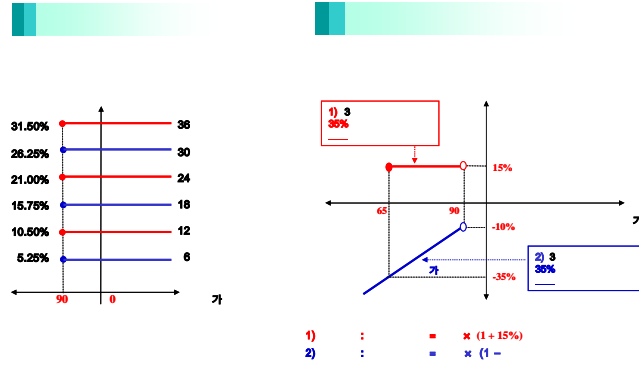 31.50% 36
26.25% 30
21.00% 24
15.75% 18
10.50% 12
5.25% 6
90 0 가
1) 3
35%
15%
65 90
가
-10%
2) 3
35%
가
-35%
1) : = × (1 + 15%)
2) : = × (1 –